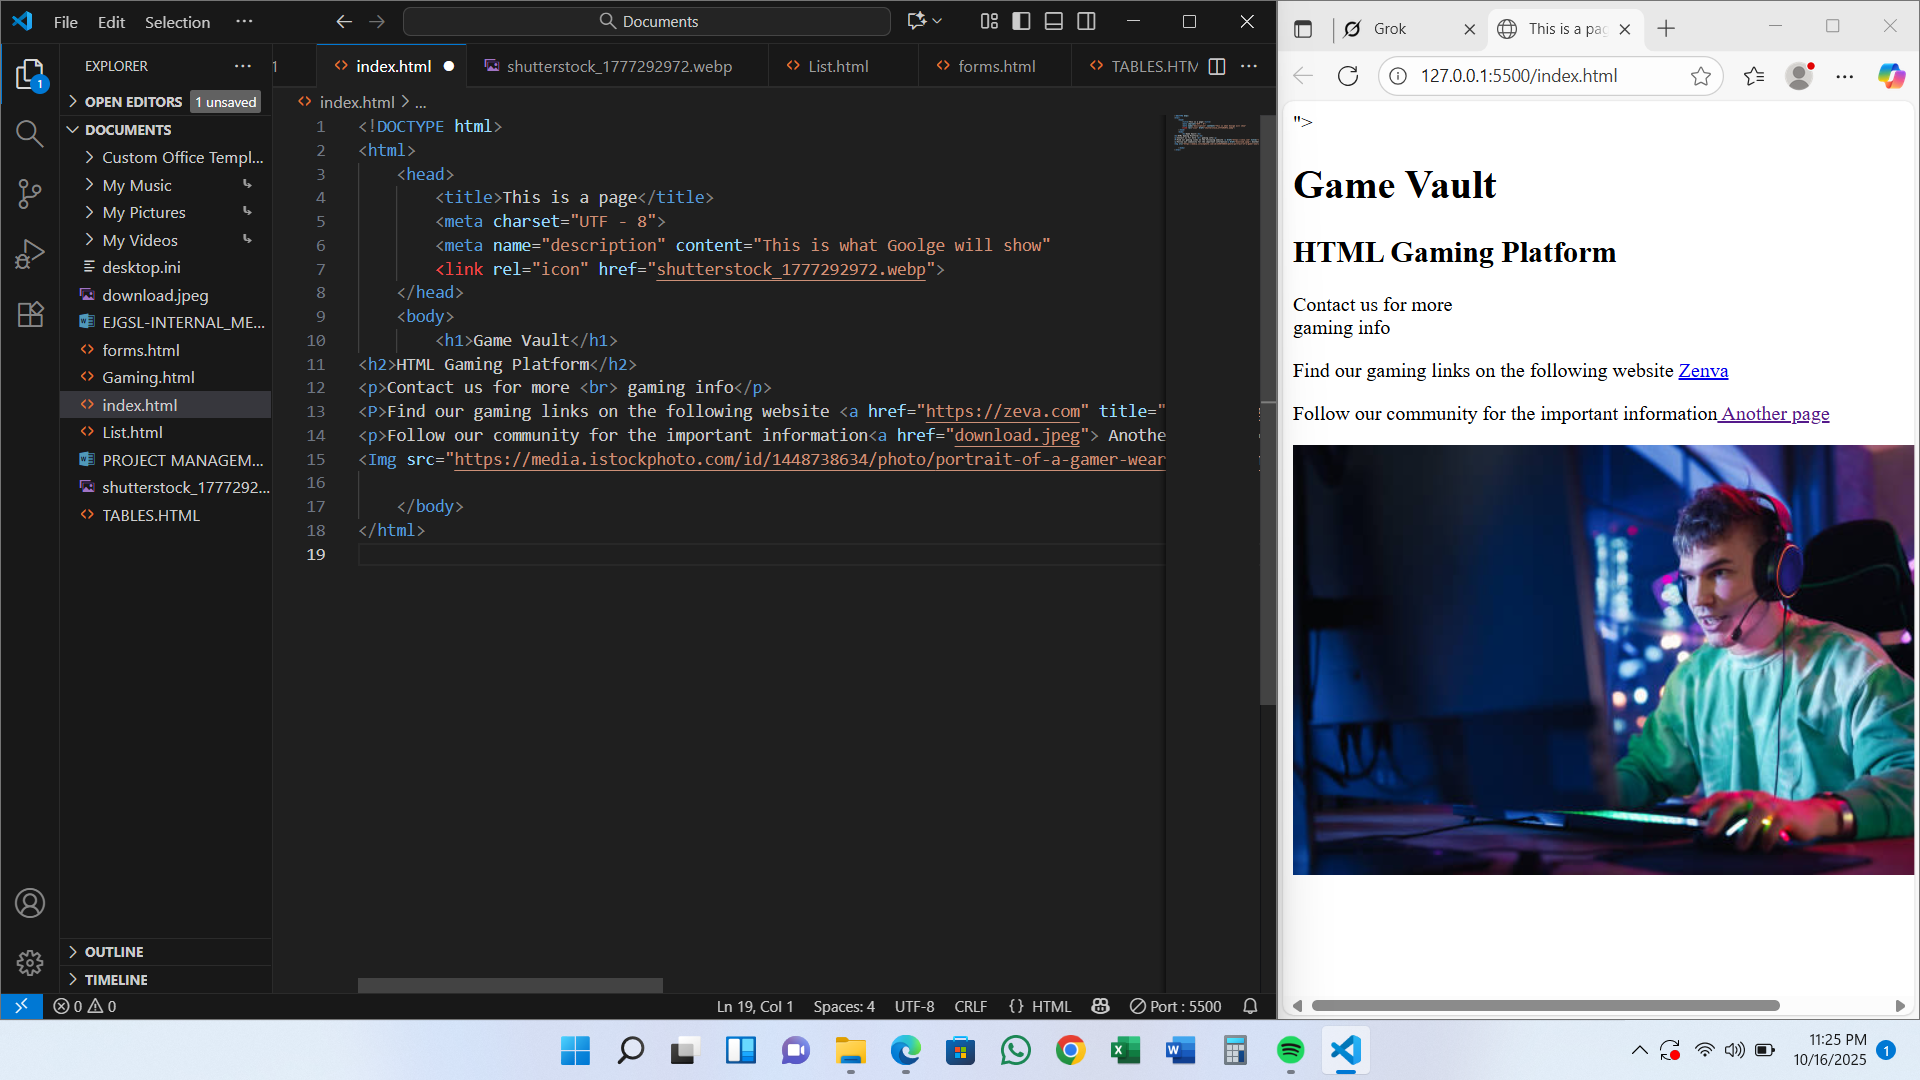 File Edit Selection ··· Documents
EXPLORER ···
OPEN EDITORS 1 unsaved
DOCUMENTS
Custom Office Templ...
My Music
My Pictures
My Videos
desktop.ini
download.jpeg
EJGSL-INTERNAL_ME...
forms.html
Gaming.html
index.html
List.html
PROJECT MANAGEM...
shutterstock_1777292...
TABLES.HTML
OUTLINE
TIMELINE
1 index.html shutterstock_1777292972.webp List.html forms.html TABLES.HTM ···
index.html > ...
1 <!DOCTYPE html>
2 <html>
3 <head>
4 <title>This is a page</title>
5 <meta charset="UTF - 8">
6 <meta name="description" content="This is what Goolge will show"
7 <link rel="icon" href="shutterstock_1777292972.webp">
8 </head>
9 <body>
10 <h1>Game Vault</h1>
11 <h2>HTML Gaming Platform</h2>
12 <p>Contact us for more <br> gaming info</p>
13 <P>Find our gaming links on the following website <a href="https://zeva.com" title="
14 <p>Follow our community for the important information<a href="download.jpeg"> Anothe
15 <Img src="https://media.istockphoto.com/id/1448738634/photo/portrait-of-a-gamer-wear
16
17 </body>
18 </html>
19
0 0 Ln 19, Col 1 Spaces: 4 UTF-8 CRLF {} HTML Port : 5500
Grok This is a pag
127.0.0.1:5500/index.html ···
">
Game Vault
HTML Gaming Platform
Contact us for more
gaming info
Find our gaming links on the following website Zenva
Follow our community for the important information Another page
11:25 PM
10/16/2025 1